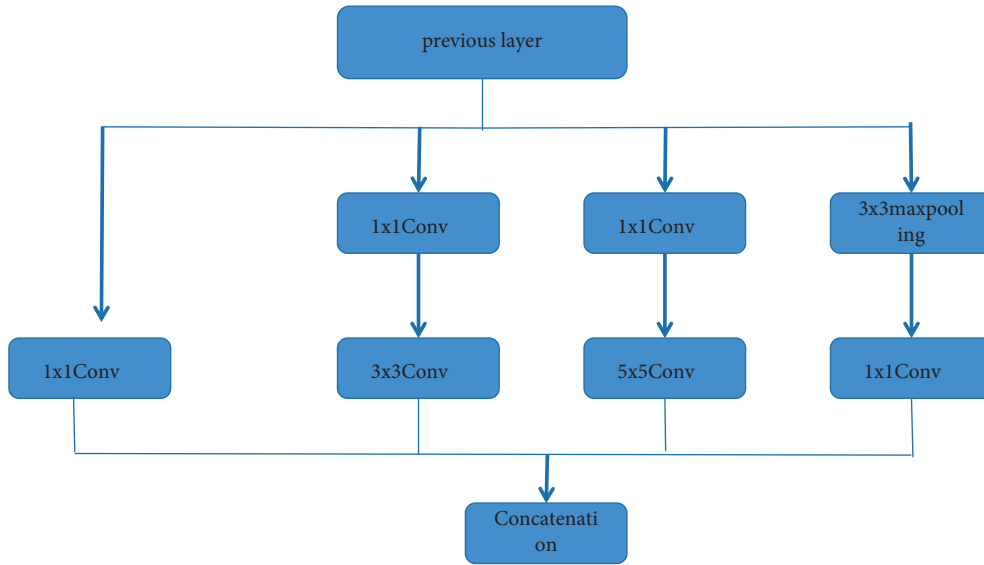 previous layer
1x1Conv
1x1Conv
3x3maxpool
ing
1x1Conv
3x3Conv
5x5Conv
1x1Conv
Concatenati
on